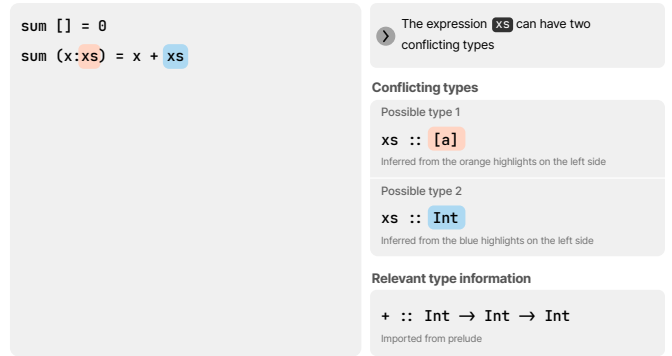 sum [] = 0
sum (x:xs) = x + xs
The expression xs can have two
conflicting types
Conflicting types
Possible type 1
xs :: [a]
Inferred from the orange highlights on the left side
Possible type 2
xs :: Int
Inferred from the blue highlights on the left side
Relevant type information
+ :: Int → Int → Int
Imported from prelude